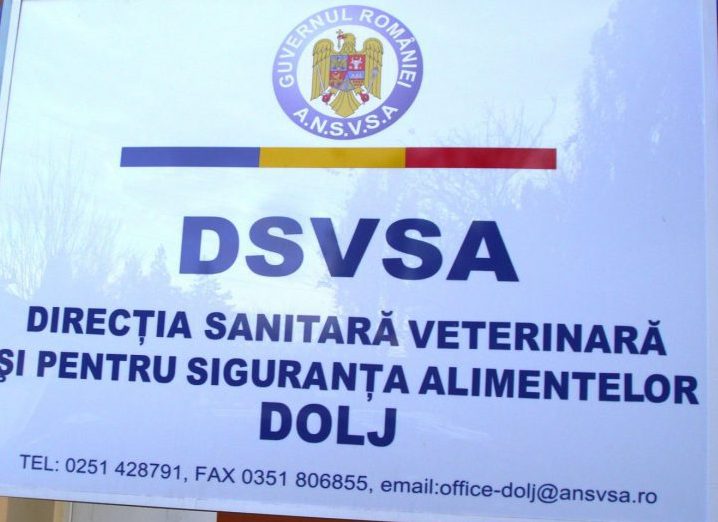 GUVERNUL ROMÂNIEI
A.N.S.V.S.A
DSVSA
DIRECȚIA SANITARĂ VETERINARĂ
ȘI PENTRU SIGURANȚA ALIMENTELOR
DOLJ
TEL: 0251 428791, FAX 0351 806855, email:office-dolj@ansvsa.ro